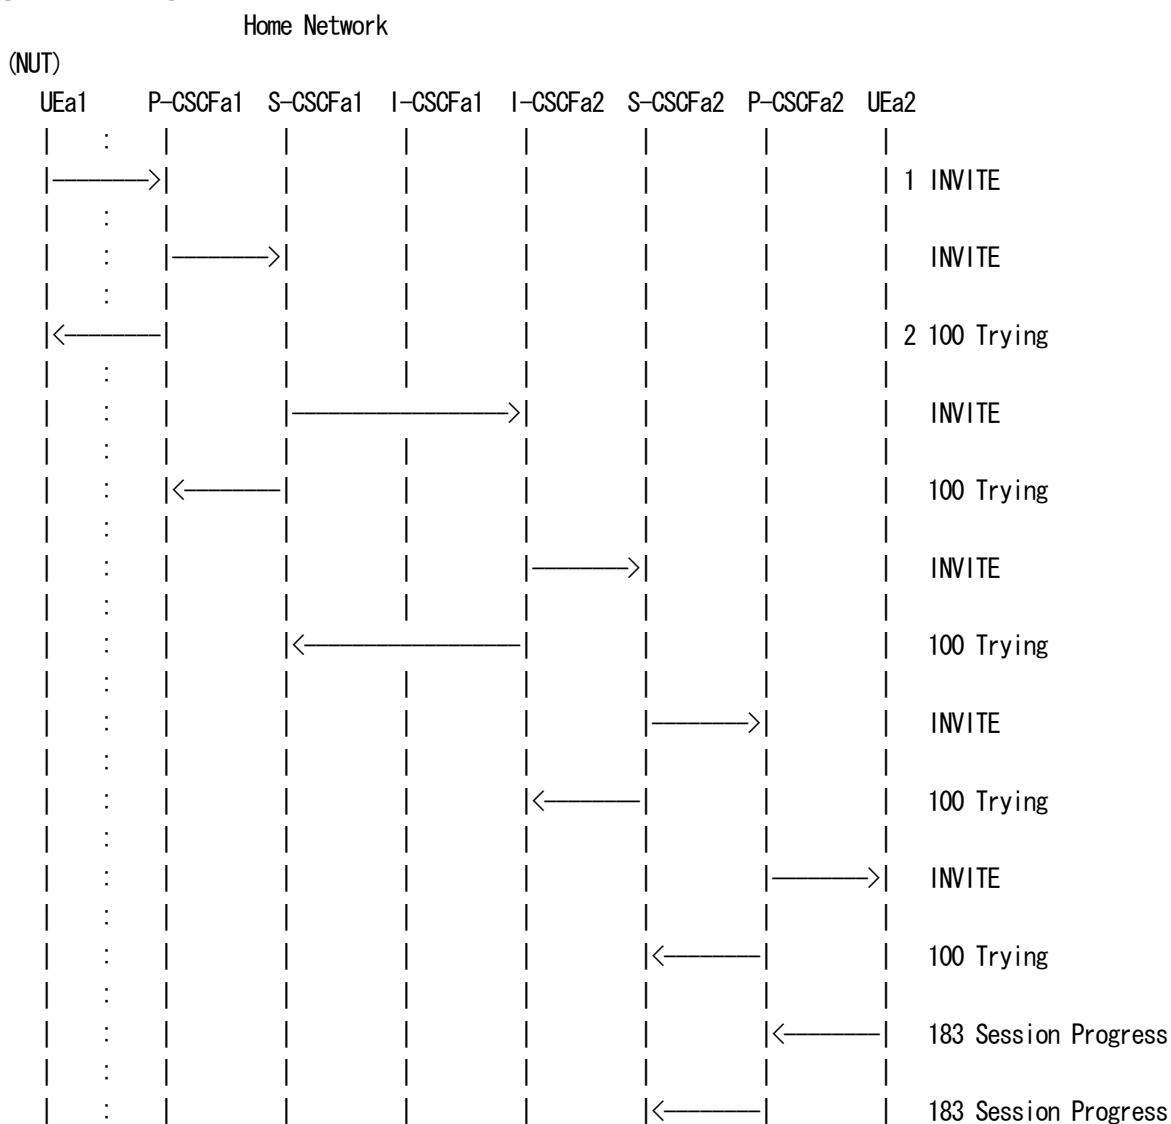 Home Network
(NUT)
UEa1 P-CSCFa1 S-CSCFa1 I-CSCFa1 I-CSCFa2 S-CSCFa2 P-CSCFa2 UEa2
1 INVITE
INVITE
2 100 Trying
INVITE
100 Trying
INVITE
100 Trying
INVITE
100 Trying
INVITE
100 Trying
183 Session Progress
183 Session Progress